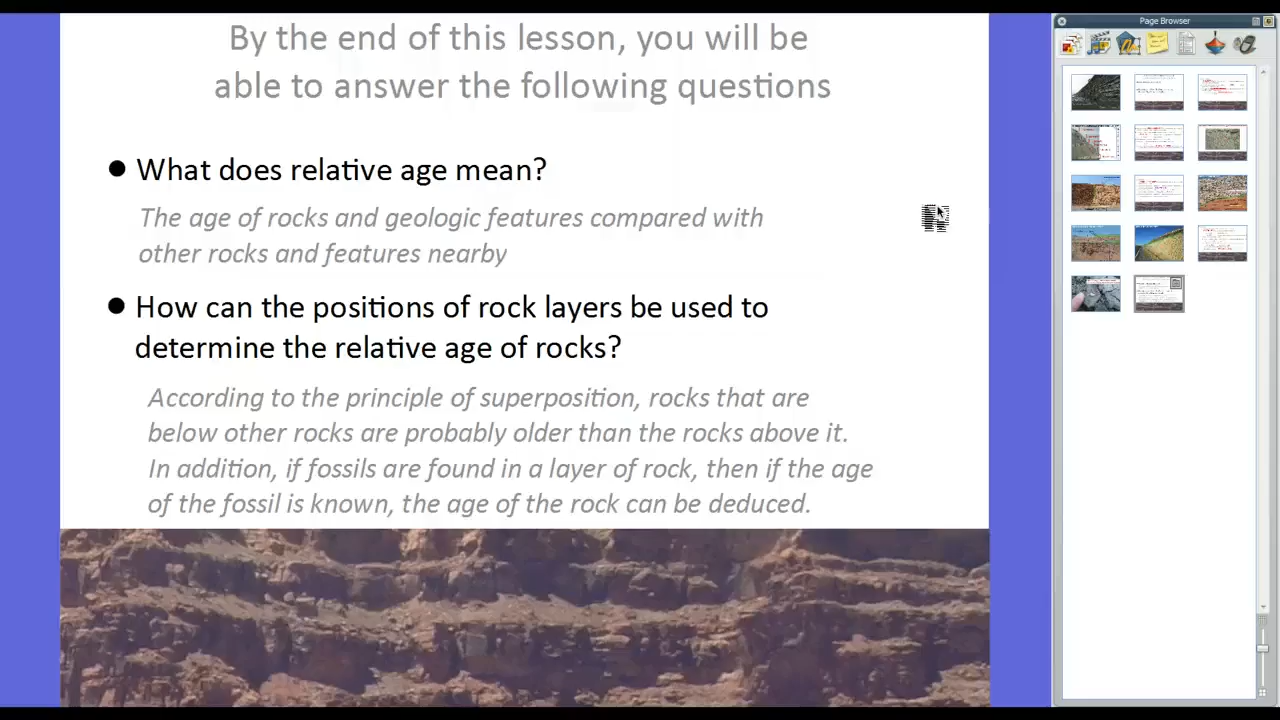 Page Browser
By the end of this lesson, you will be
able to answer the following questions
What does relative age mean?
The age of rocks and geologic features compared with
other rocks and features nearby
How can the positions of rock layers be used to
determine the relative age of rocks?
According to the principle of superposition, rocks that are
below other rocks are probably older than the rocks above it.
In addition, if fossils are found in a layer of rock, then if the age
of the fossil is known, the age of the rock can be deduced.